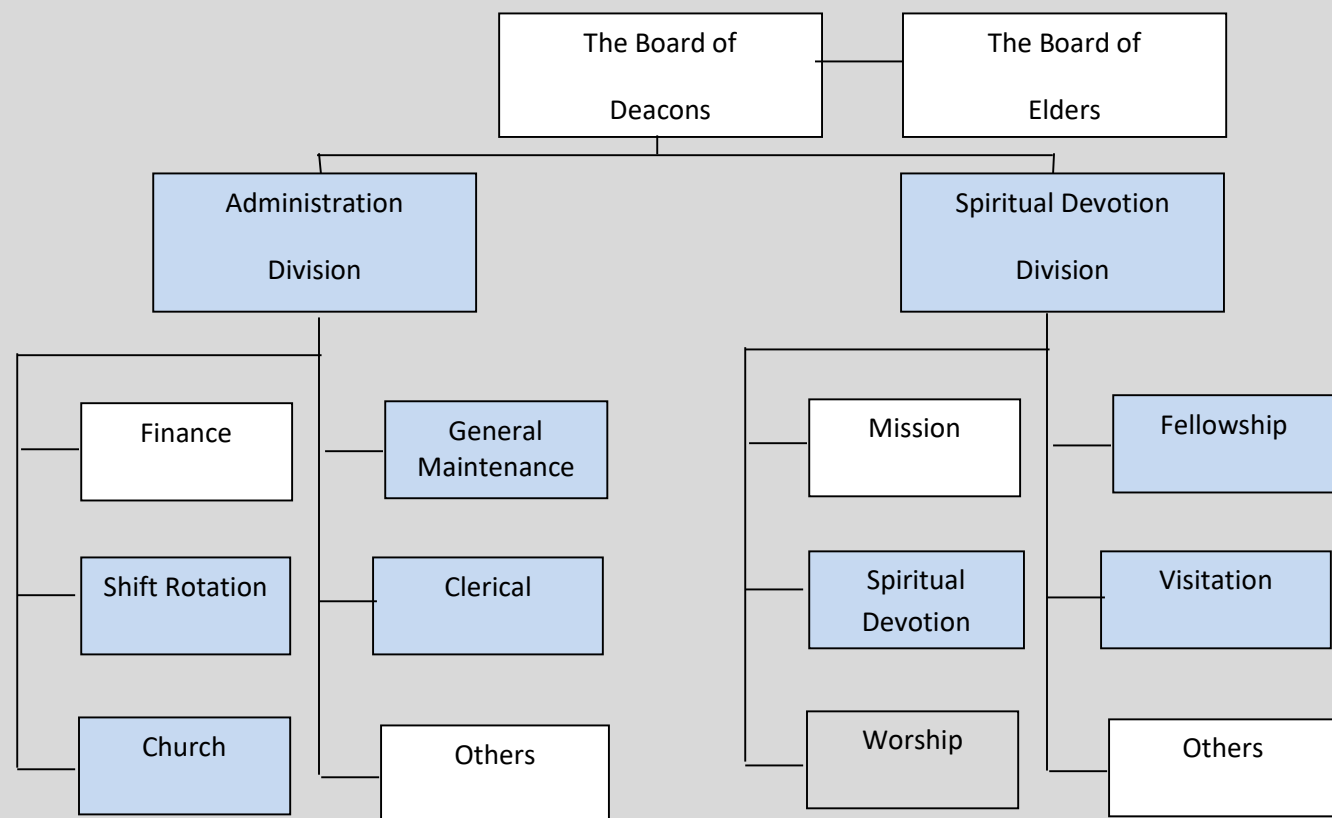 The Board of
Deacons
The Board of
Elders
Administration
Division
Spiritual Devotion
Division
Finance
General
Maintenance
Mission
Fellowship
Shift Rotation
Clerical
Spiritual
Devotion
Visitation
Church
Others
Worship
Others